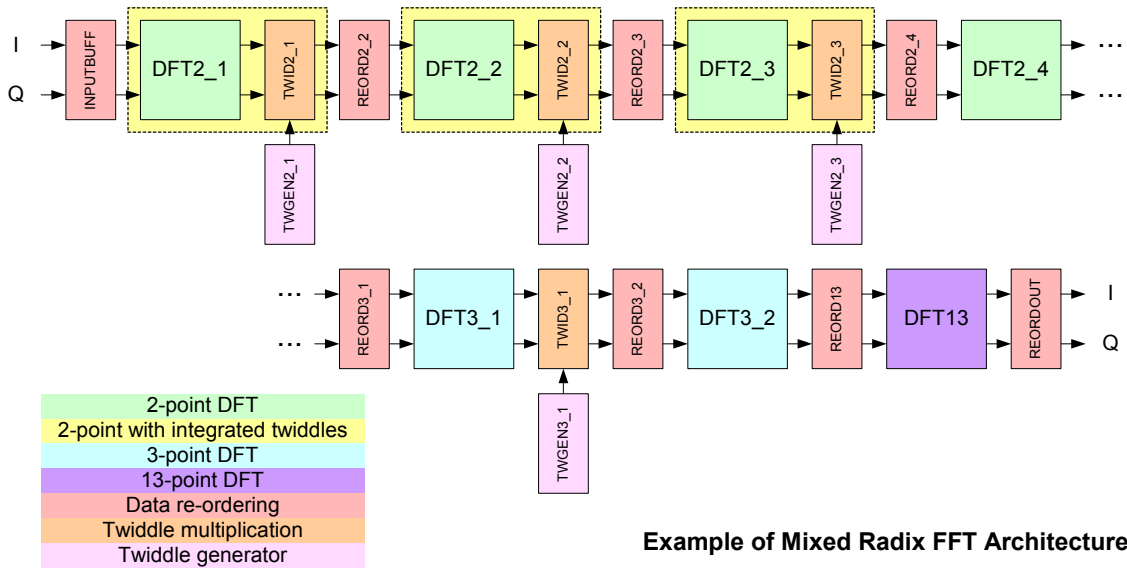 I
Q
INPUTBUFF
DFT2_1
TWID2_1
REORD2_2
DFT2_2
TWID2_2
REORD2_3
DFT2_3
TWID2_3
REORD2_4
DFT2_4
...
...
TWGEN2_1
TWGEN2_2
TWGEN2_3
...
...
REORD3_1
DFT3_1
TWID3_1
REORD3_2
DFT3_2
REORD13
DFT13
REORDOUT
I
Q
TWGEN3_1
2-point DFT
2-point with integrated twiddles
3-point DFT
13-point DFT
Data re-ordering
Twiddle multiplication
Twiddle generator
Example of Mixed Radix FFT Architecture